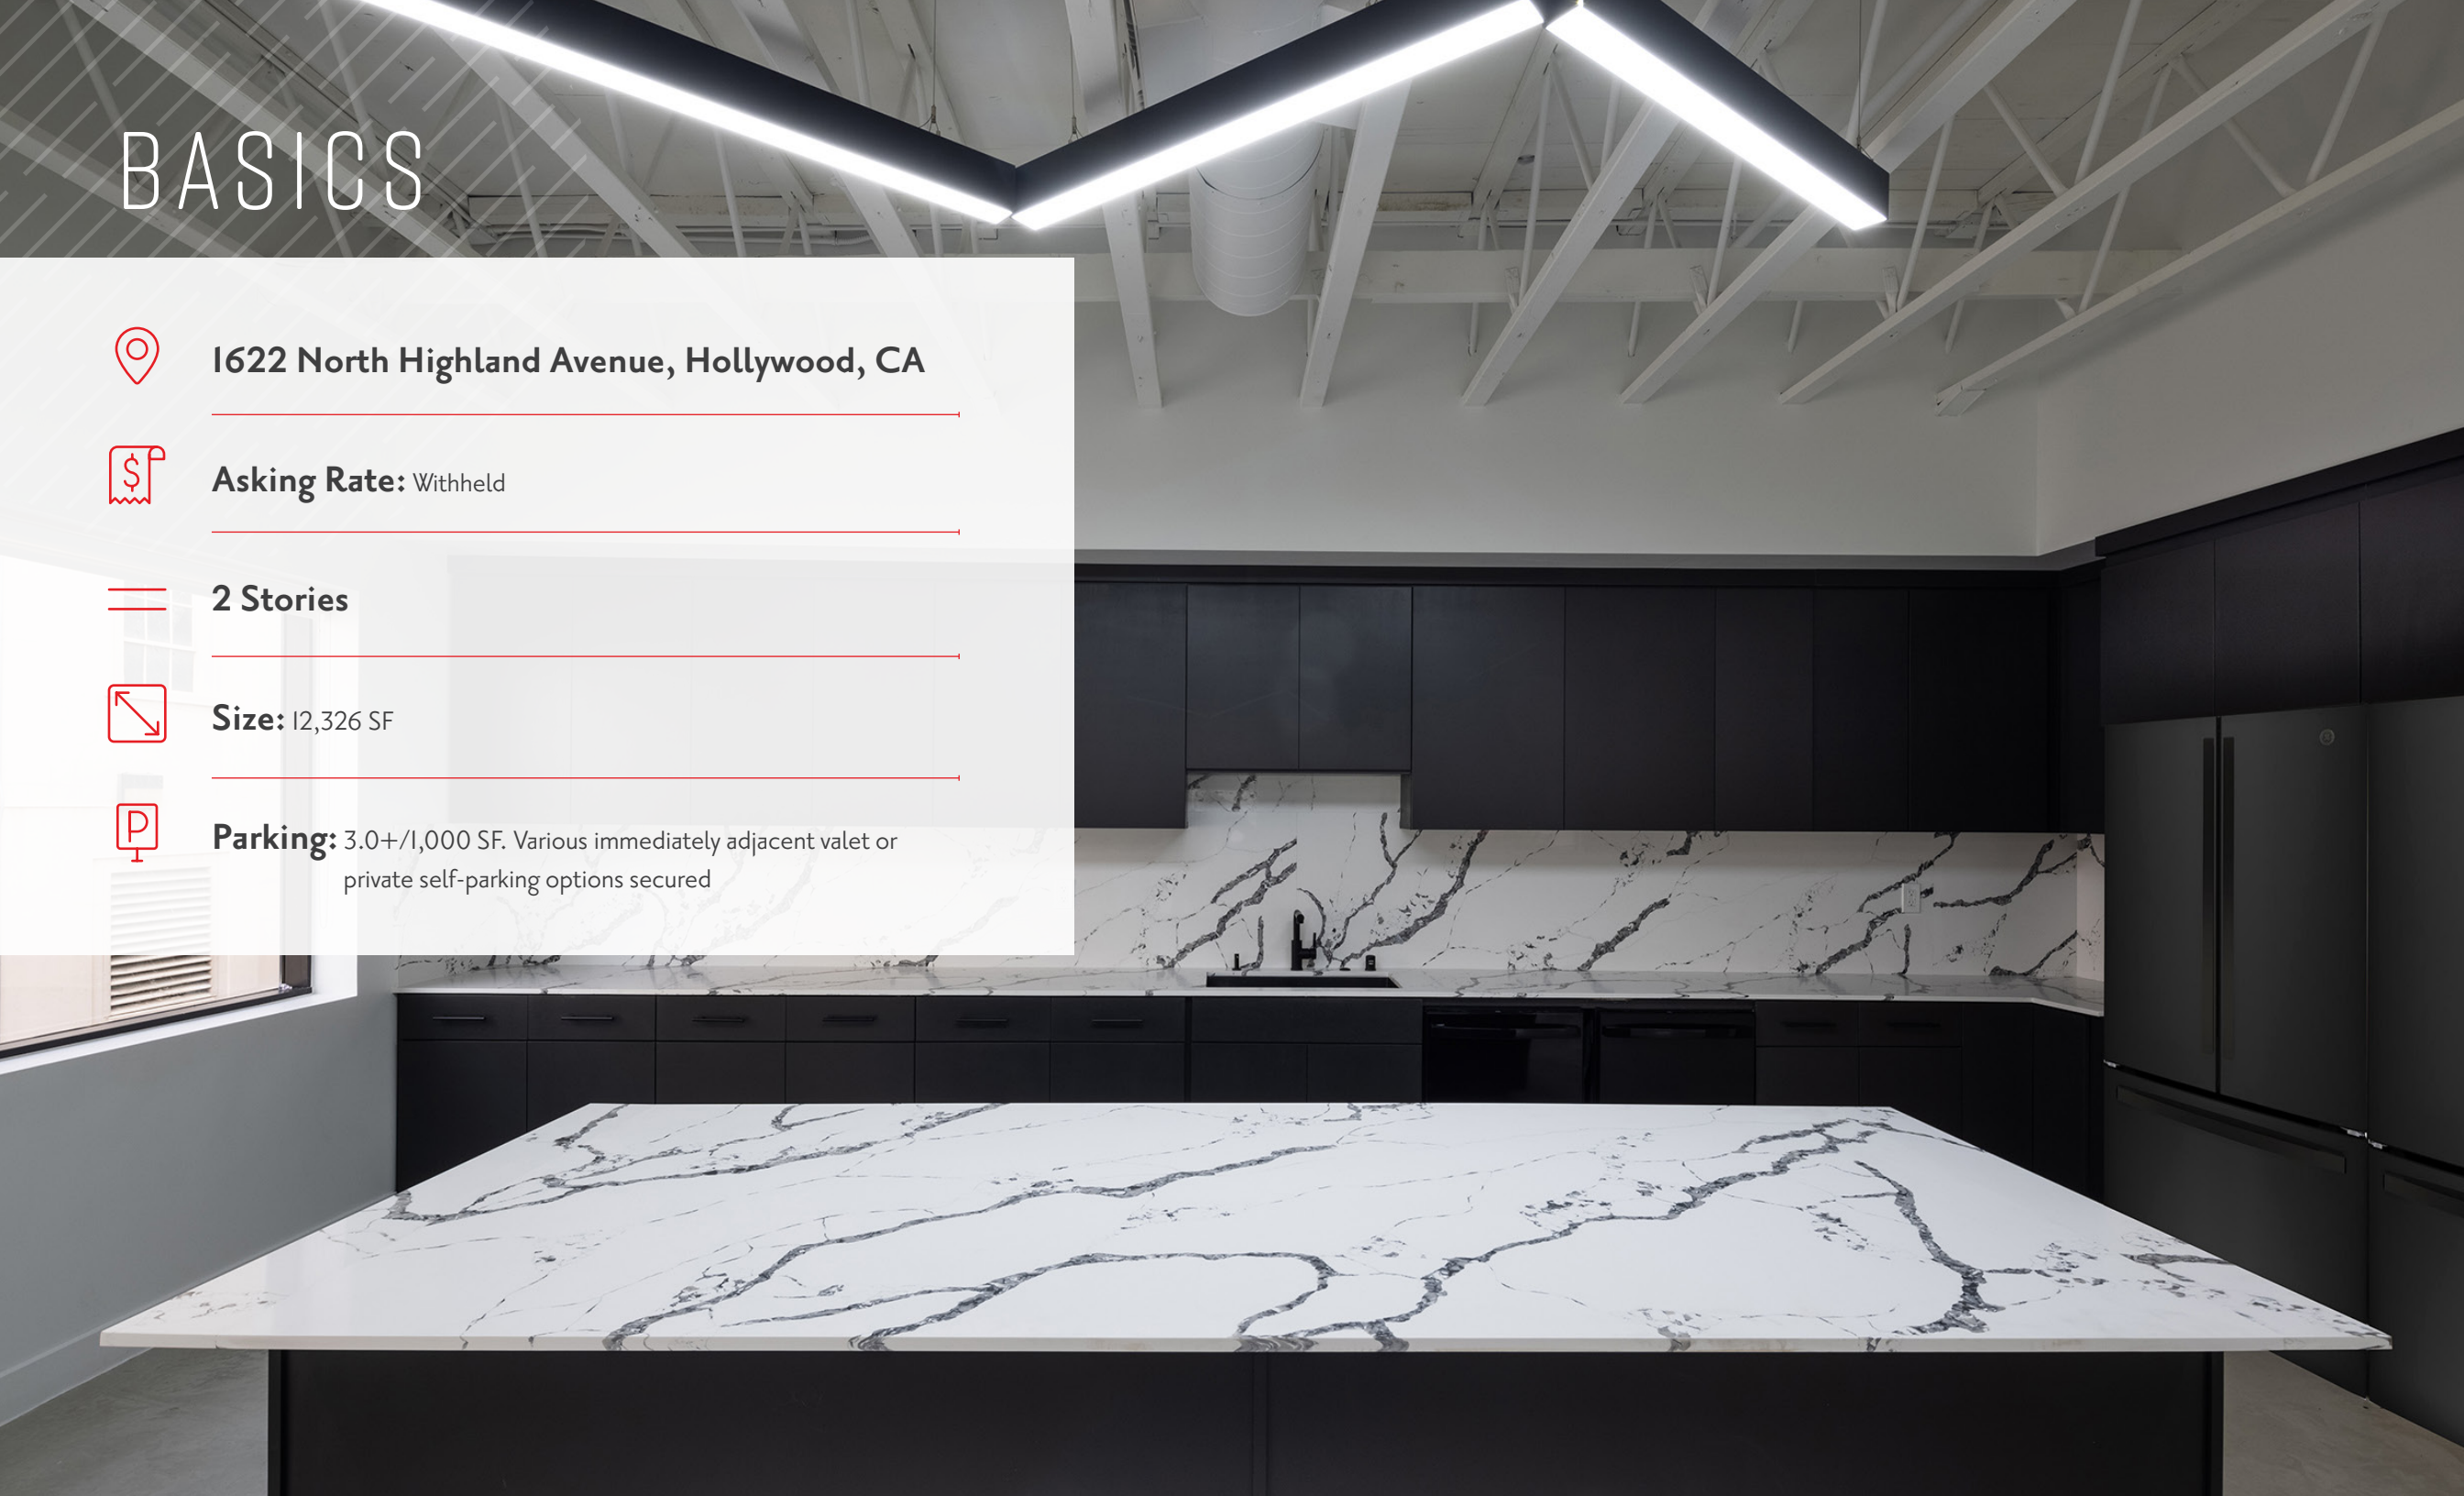 BASICS
1622 North Highland Avenue, Hollywood, CA
$
Asking Rate: Withheld
2 Stories
Size: 12,326 SF
P
Parking: 3.0+/1,000 SF. Various immediately adjacent valet or
private self-parking options secured